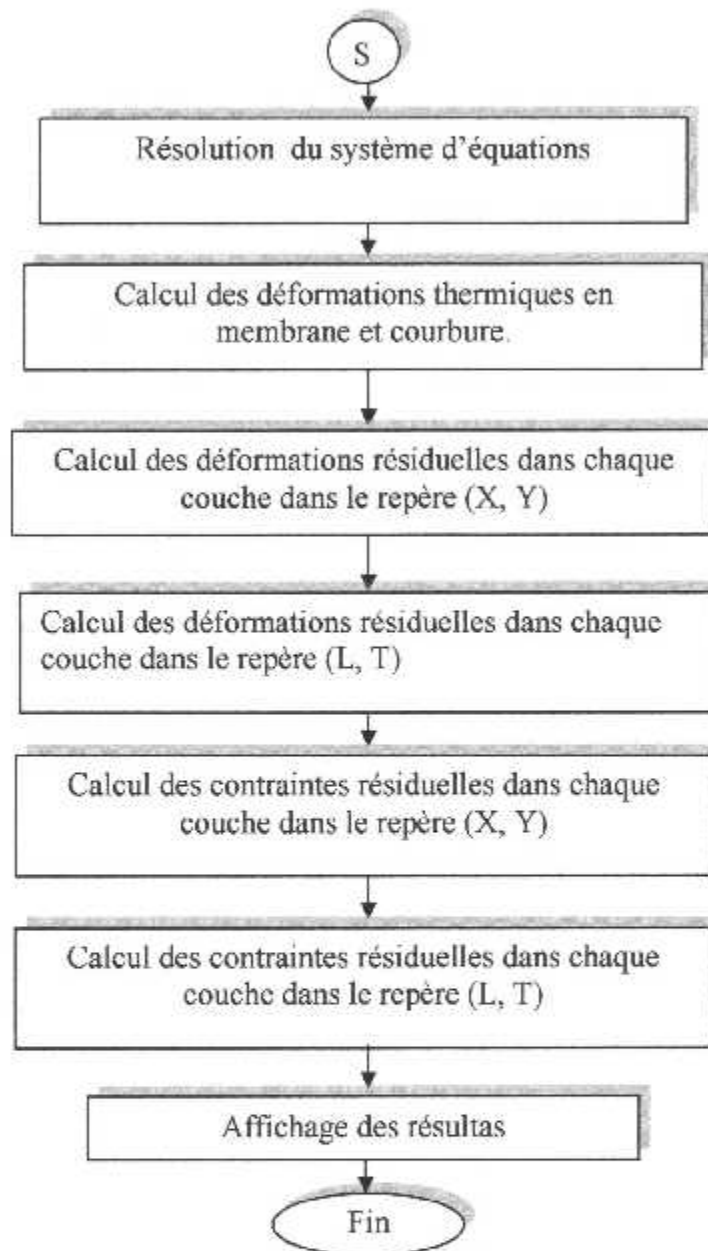 S
Résolution du système d'équations
Calcul des déformations thermiques en
membrane et courbure.
Calcul des déformations résiduelles dans chaque
couche dans le repère (X, Y)
Calcul des déformations résiduelles dans chaque
couche dans le repère (L, T)
Calcul des contraintes résiduelles dans chaque
couche dans le repère (X, Y)
Calcul des contraintes résiduelles dans chaque
couche dans le repère (L, T)
Affichage des résultas
Fin